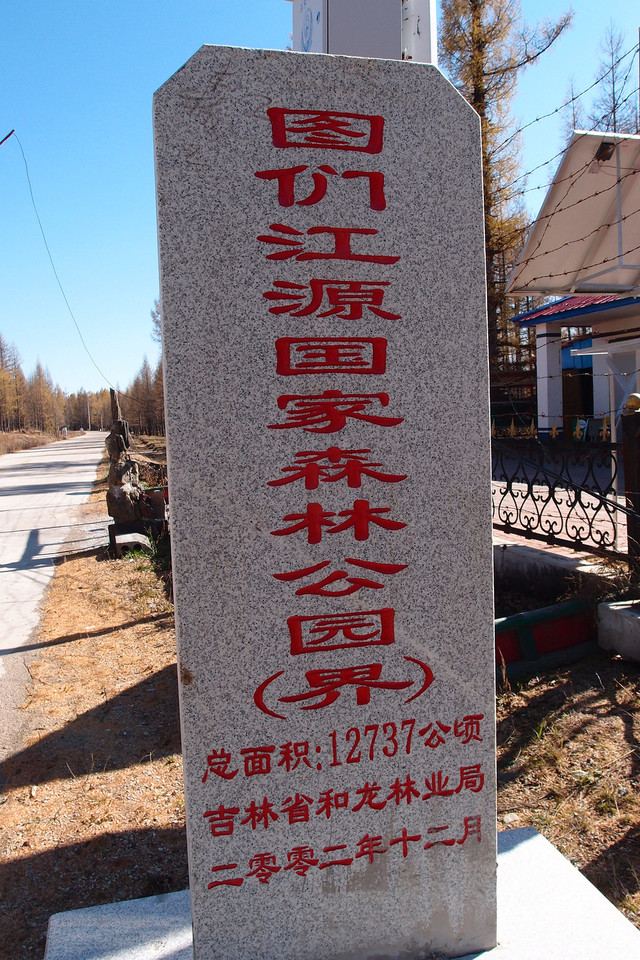 图们江源国家森林公园(界)
总面积:12737公顷
吉林省和龙林业局
二零零二年十二月